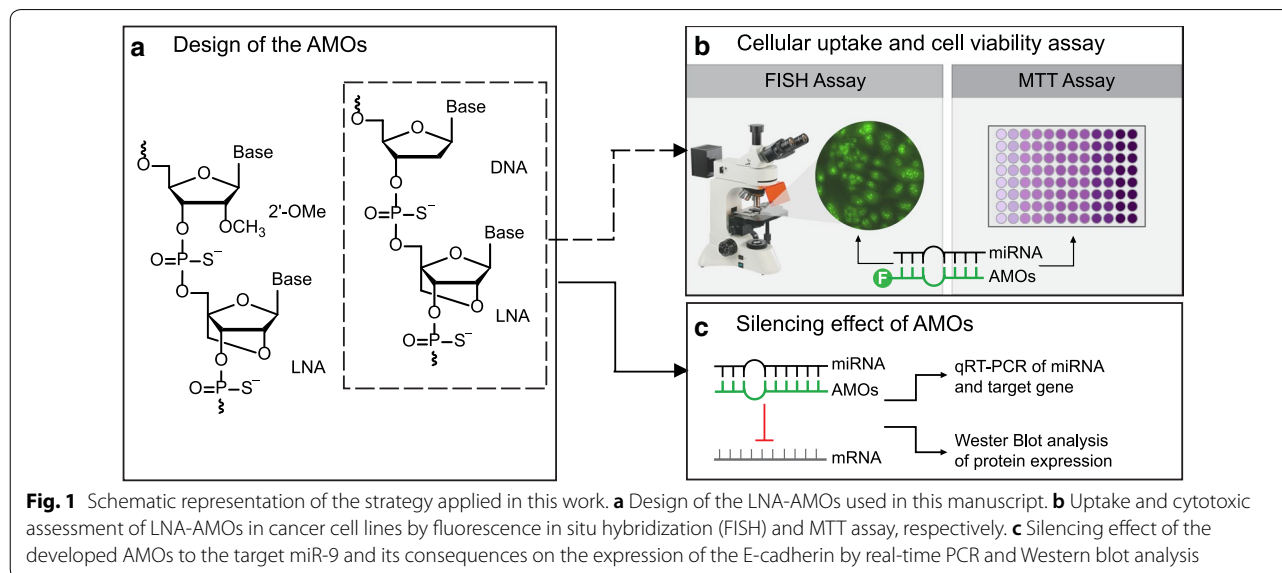 a Design of the AMOs
Base
O
O
2'-OMe
OCH3
O
O=P-S⁻
O
Base
O
O
O
LNA
O=P-S⁻
O
Base
O
DNA
O
O=P-S⁻
O
Base
O
O
O
LNA
O=P-S⁻
b Cellular uptake and cell viability assay
FISH Assay
MTT Assay
miRNA
F AMOs
c Silencing effect of AMOs
miRNA
AMOs
mRNA
qRT-PCR of miRNA
and target gene
Wester Blot analysis
of protein expression
Fig. 1 Schematic representation of the strategy applied in this work. a Design of the LNA-AMOs used in this manuscript. b Uptake and cytotoxic
assessment of LNA-AMOs in cancer cell lines by fluorescence in situ hybridization (FISH) and MTT assay, respectively. c Silencing effect of the
developed AMOs to the target miR-9 and its consequences on the expression of the E-cadherin by real-time PCR and Western blot analysis